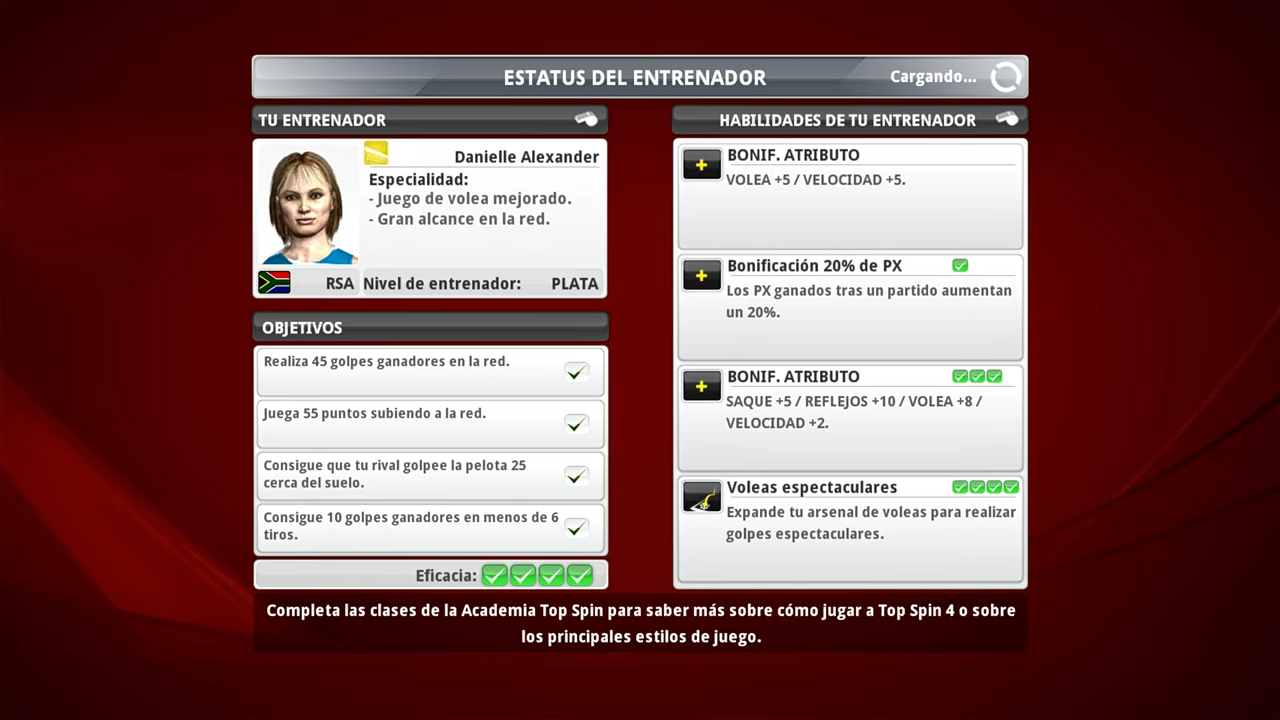 ESTATUS DEL ENTRENADOR
Cargando...
TU ENTRENADOR
Danielle Alexander
Especialidad:
- Juego de volea mejorado.
- Gran alcance en la red.
RSA
Nivel de entrenador:
PLATA
OBJETIVOS
Realiza 45 golpes ganadores en la red.
Juega 55 puntos subiendo a la red.
Consigue que tu rival golpee la pelota 25
cerca del suelo.
Consigue 10 golpes ganadores en menos de 6
tiros.
Eficacia:
HABILIDADES DE TU ENTRENADOR
BONIF. ATRIBUTO
VOLEA +5 / VELOCIDAD +5.
Bonificación 20% de PX
Los PX ganados tras un partido aumentan
un 20%.
BONIF. ATRIBUTO
SAQUE +5 / REFLEJOS +10 / VOLEA +8 /
VELOCIDAD +2.
Voleas espectaculares
Expande tu arsenal de voleas para realizar
golpes espectaculares.
Completa las clases de la Academia Top Spin para saber más sobre cómo jugar a Top Spin 4 o sobre
los principales estilos de juego.